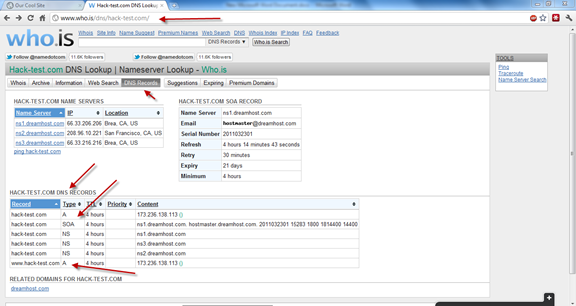 Our Cool Site
Hack-test.com DNS Lookup
www.who.is/dns/hack-test.com/
who.is
Whois Site Info Name Suggest Premium Names Web Search DNS Whois Index IP Index FAQ Feedback
DNS Records
Who.is Search
Follow @namedotcom 11.6K followers
Follow @namedotcom 11.6K followers
Hack-test.com DNS Lookup | Nameserver Lookup - Who.is
Whois Archive Information Web Search DNS Records Suggestions Expiring Premium Domains
TOOLS
Ping
Traceroute
Name Server Search
HACK-TEST.COM NAME SERVERS
Name Server IP Location
ns1.dreamhost.com 66.33.206.206 Brea, CA, US
ns2.dreamhost.com 208.96.10.221 San Francisco, CA, US
ns3.dreamhost.com 66.33.216.216 Brea, CA, US
ping hack-test.com
HACK-TEST.COM SOA RECORD
Name Server ns1.dreamhost.com
Email hostmaster@dreamhost.com
Serial Number 2011032301
Refresh 4 hours 14 minutes 43 seconds
Retry 30 minutes
Expiry 21 days
Minimum 4 hours
HACK-TEST.COM DNS RECORDS
Record Type TTL Priority Content
hack-test.com A 4 hours 173.236.138.113 ()
hack-test.com SOA 4 hours ns1.dreamhost.com. hostmaster.dreamhost.com. 2011032301 15283 1800 1814400 14400
hack-test.com NS 4 hours ns1.dreamhost.com
hack-test.com NS 4 hours ns3.dreamhost.com
hack-test.com NS 4 hours ns2.dreamhost.com
www.hack-test.com A 4 hours 173.236.138.113 ()
RELATED DOMAINS FOR HACK-TEST.COM
dreamhost.com